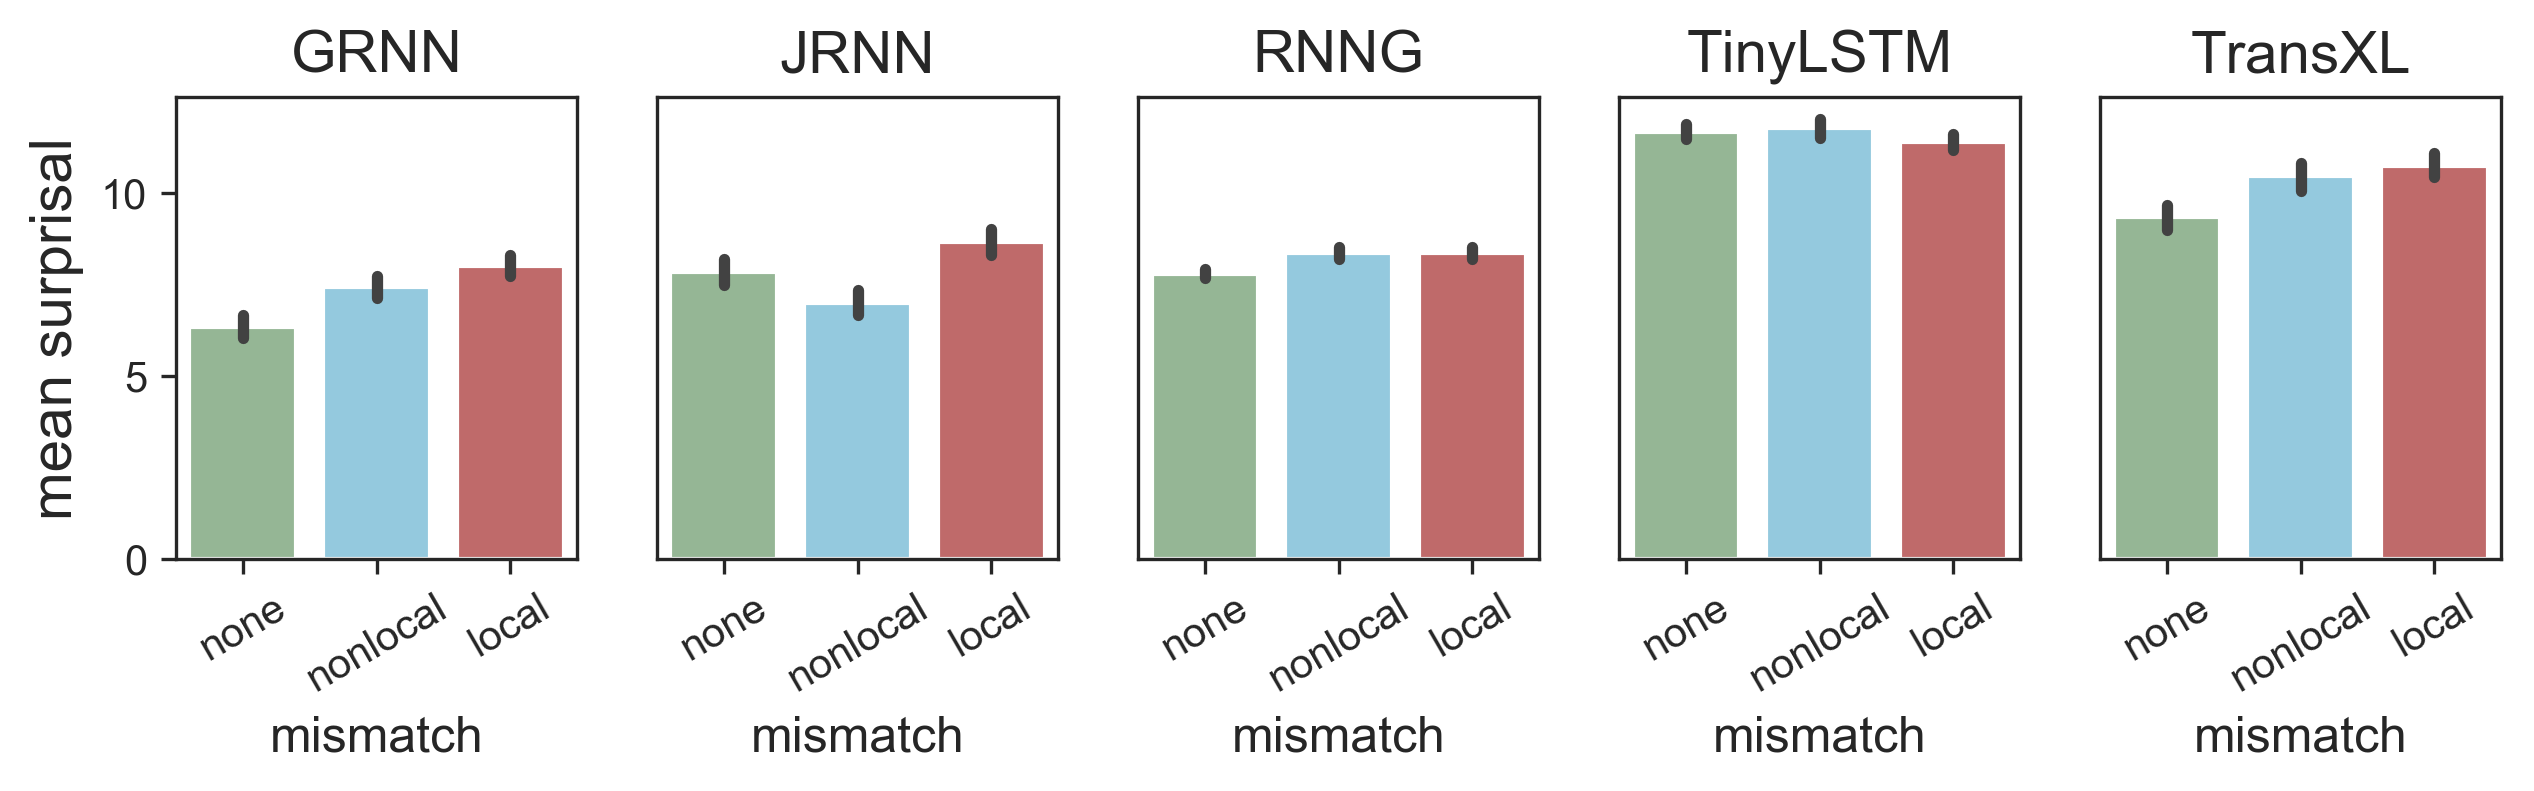 GRNN JRNN RNNG TinyLSTM TransXL
mean surprisal
10
5
0
none nonlocal local none nonlocal local none nonlocal local none nonlocal local none nonlocal local
mismatch mismatch mismatch mismatch mismatch